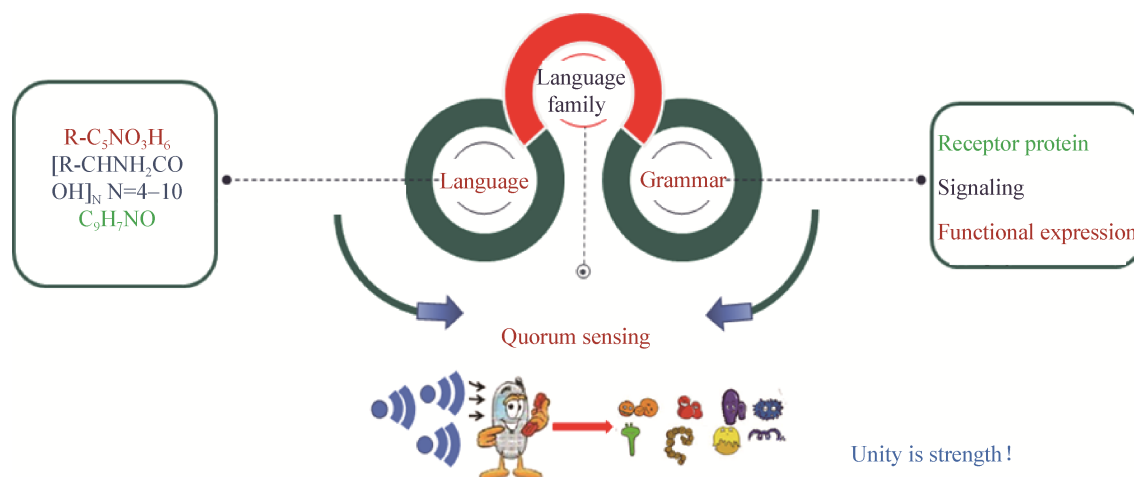 R-C₅NO₃H₆
[R-CHNH₂CO
OH]ₙ N=4–10
C₉H₇NO
Language
family
Language
Grammar
Receptor protein
Signaling
Functional expression
Quorum sensing
Unity is strength!